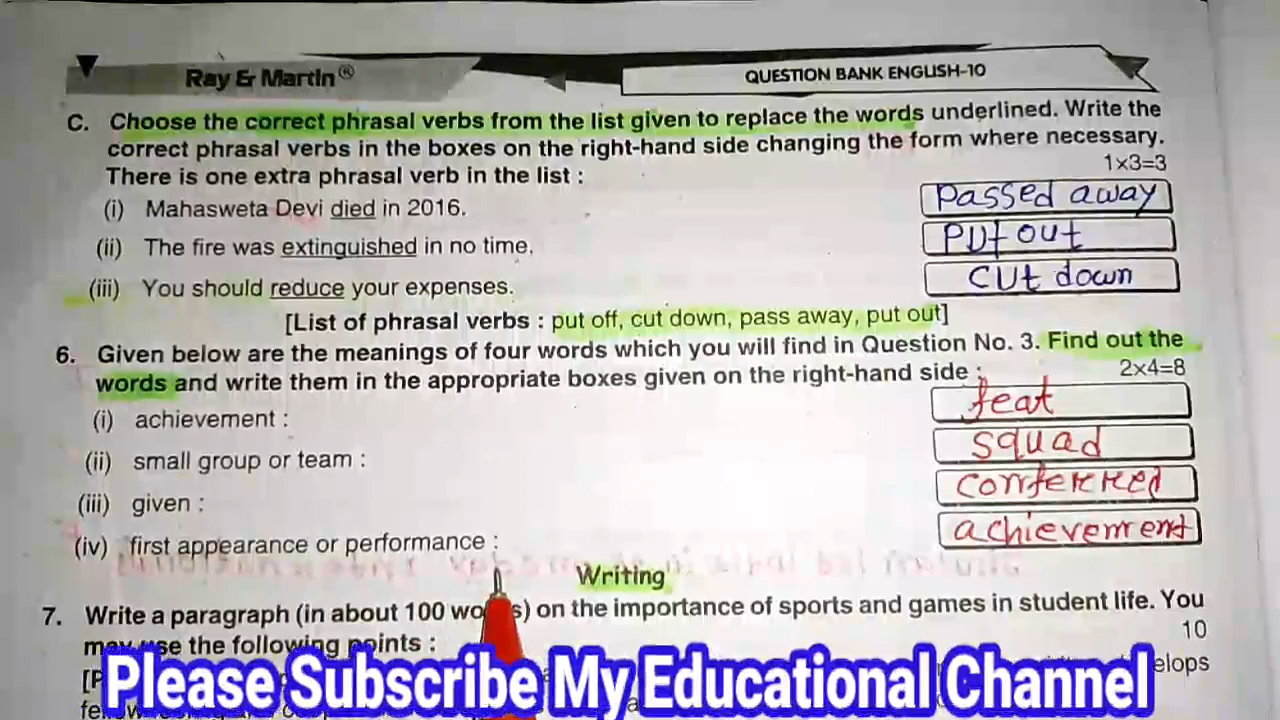 Ray & Martin®
QUESTION BANK ENGLISH-10
C. Choose the correct phrasal verbs from the list given to replace the words underlined. Write the
correct phrasal verbs in the boxes on the right-hand side changing the form where necessary.
There is one extra phrasal verb in the list : 1×3=3
(i) Mahasweta Devi died in 2016. Passed away
(ii) The fire was extinguished in no time. Put out
(iii) You should reduce your expenses. cut down
[List of phrasal verbs : put off, cut down, pass away, put out]
6. Given below are the meanings of four words which you will find in Question No. 3. Find out the
words and write them in the appropriate boxes given on the right-hand side : 2×4=8
(i) achievement : feat
(ii) small group or team : squad
(iii) given : conferred
(iv) first appearance or performance : achievement
Writing
7. Write a paragraph (in about 100 words) on the importance of sports and games in student life. You
may use the following points : 10
elops
Please Subscribe My Educational Channel